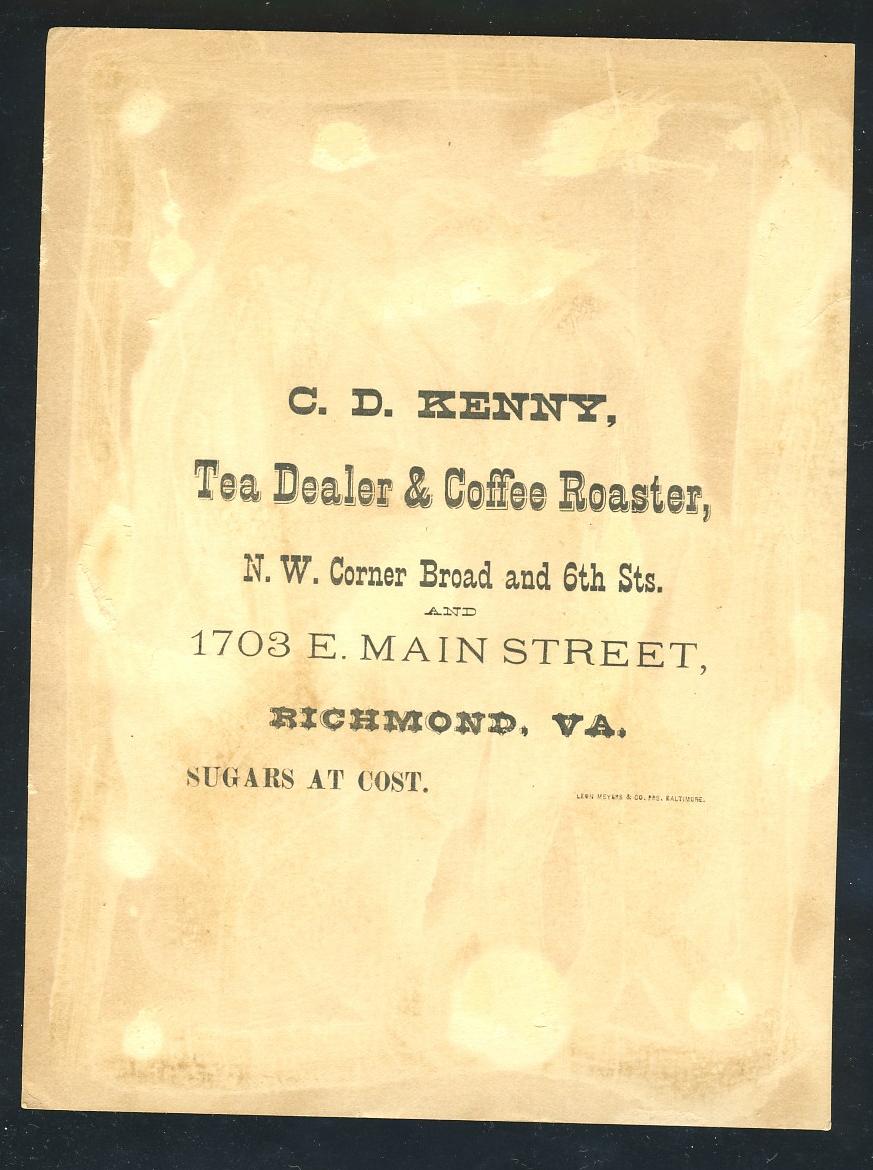 C. D. KENNY,
Tea Dealer & Coffee Roaster,
N. W. Corner Broad and 6th Sts.
AND
1703 E. MAIN STREET,
RICHMOND, VA.
SUGARS AT COST.
LEON MEYERS & CO. PRS. BALTIMORE.